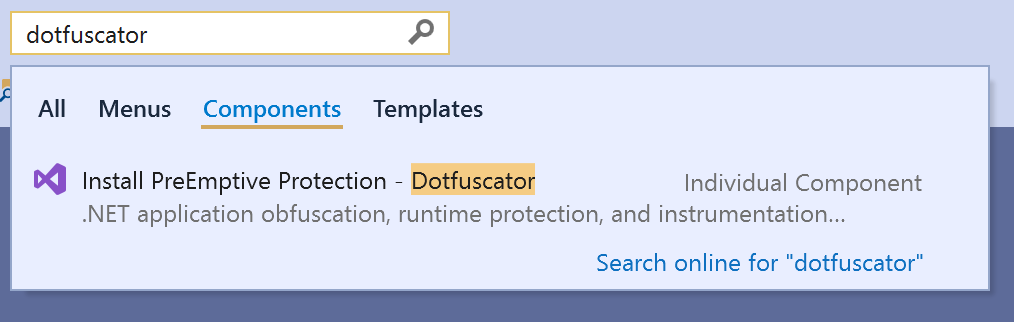 dotfuscator
All Menus Components Templates
Install PreEmptive Protection - Dotfuscator Individual Component
.NET application obfuscation, runtime protection, and instrumentation...
Search online for "dotfuscator"